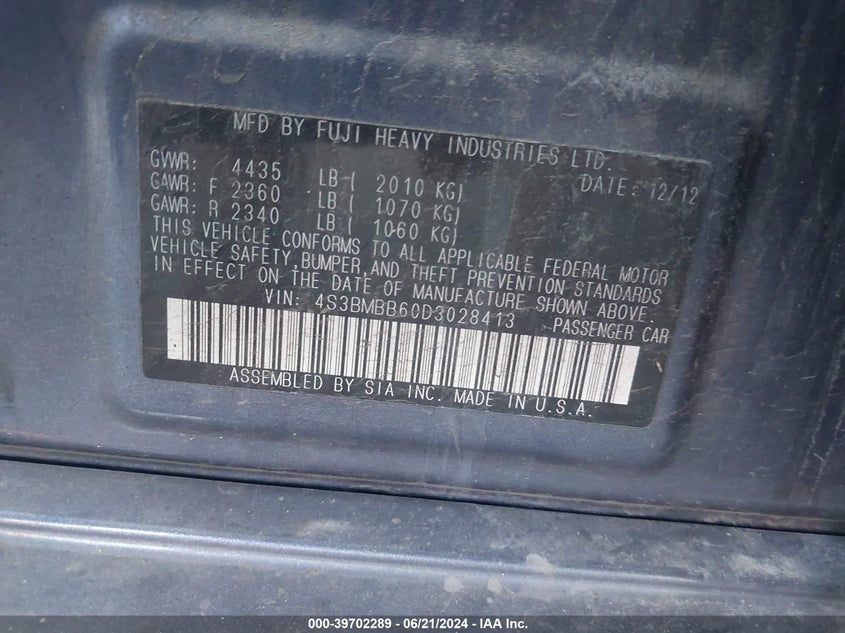 MFD BY FUJI HEAVY INDUSTRIES LTD.
GVWR: 4435 LB ( 2010 KG) DATE: 12/12
GAWR: F 2360 LB ( 1070 KG)
GAWR: R 2340 LB ( 1060 KG)
THIS VEHICLE CONFORMS TO ALL APPLICABLE FEDERAL MOTOR
VEHICLE SAFETY, BUMPER, AND THEFT PREVENTION STANDARDS
IN EFFECT ON THE DATE OF MANUFACTURE SHOWN ABOVE.
VIN: 4S3BMBB60D3028413 PASSENGER CAR
ASSEMBLED BY SIA INC. MADE IN U.S.A.
000-39702289 - 06/21/2024 - IAA Inc.